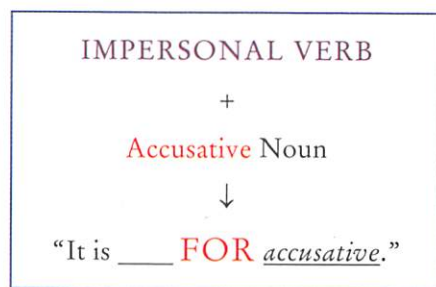 IMPERSONAL VERB
+
Accusative Noun
↓
“It is ____ FOR accusative.”